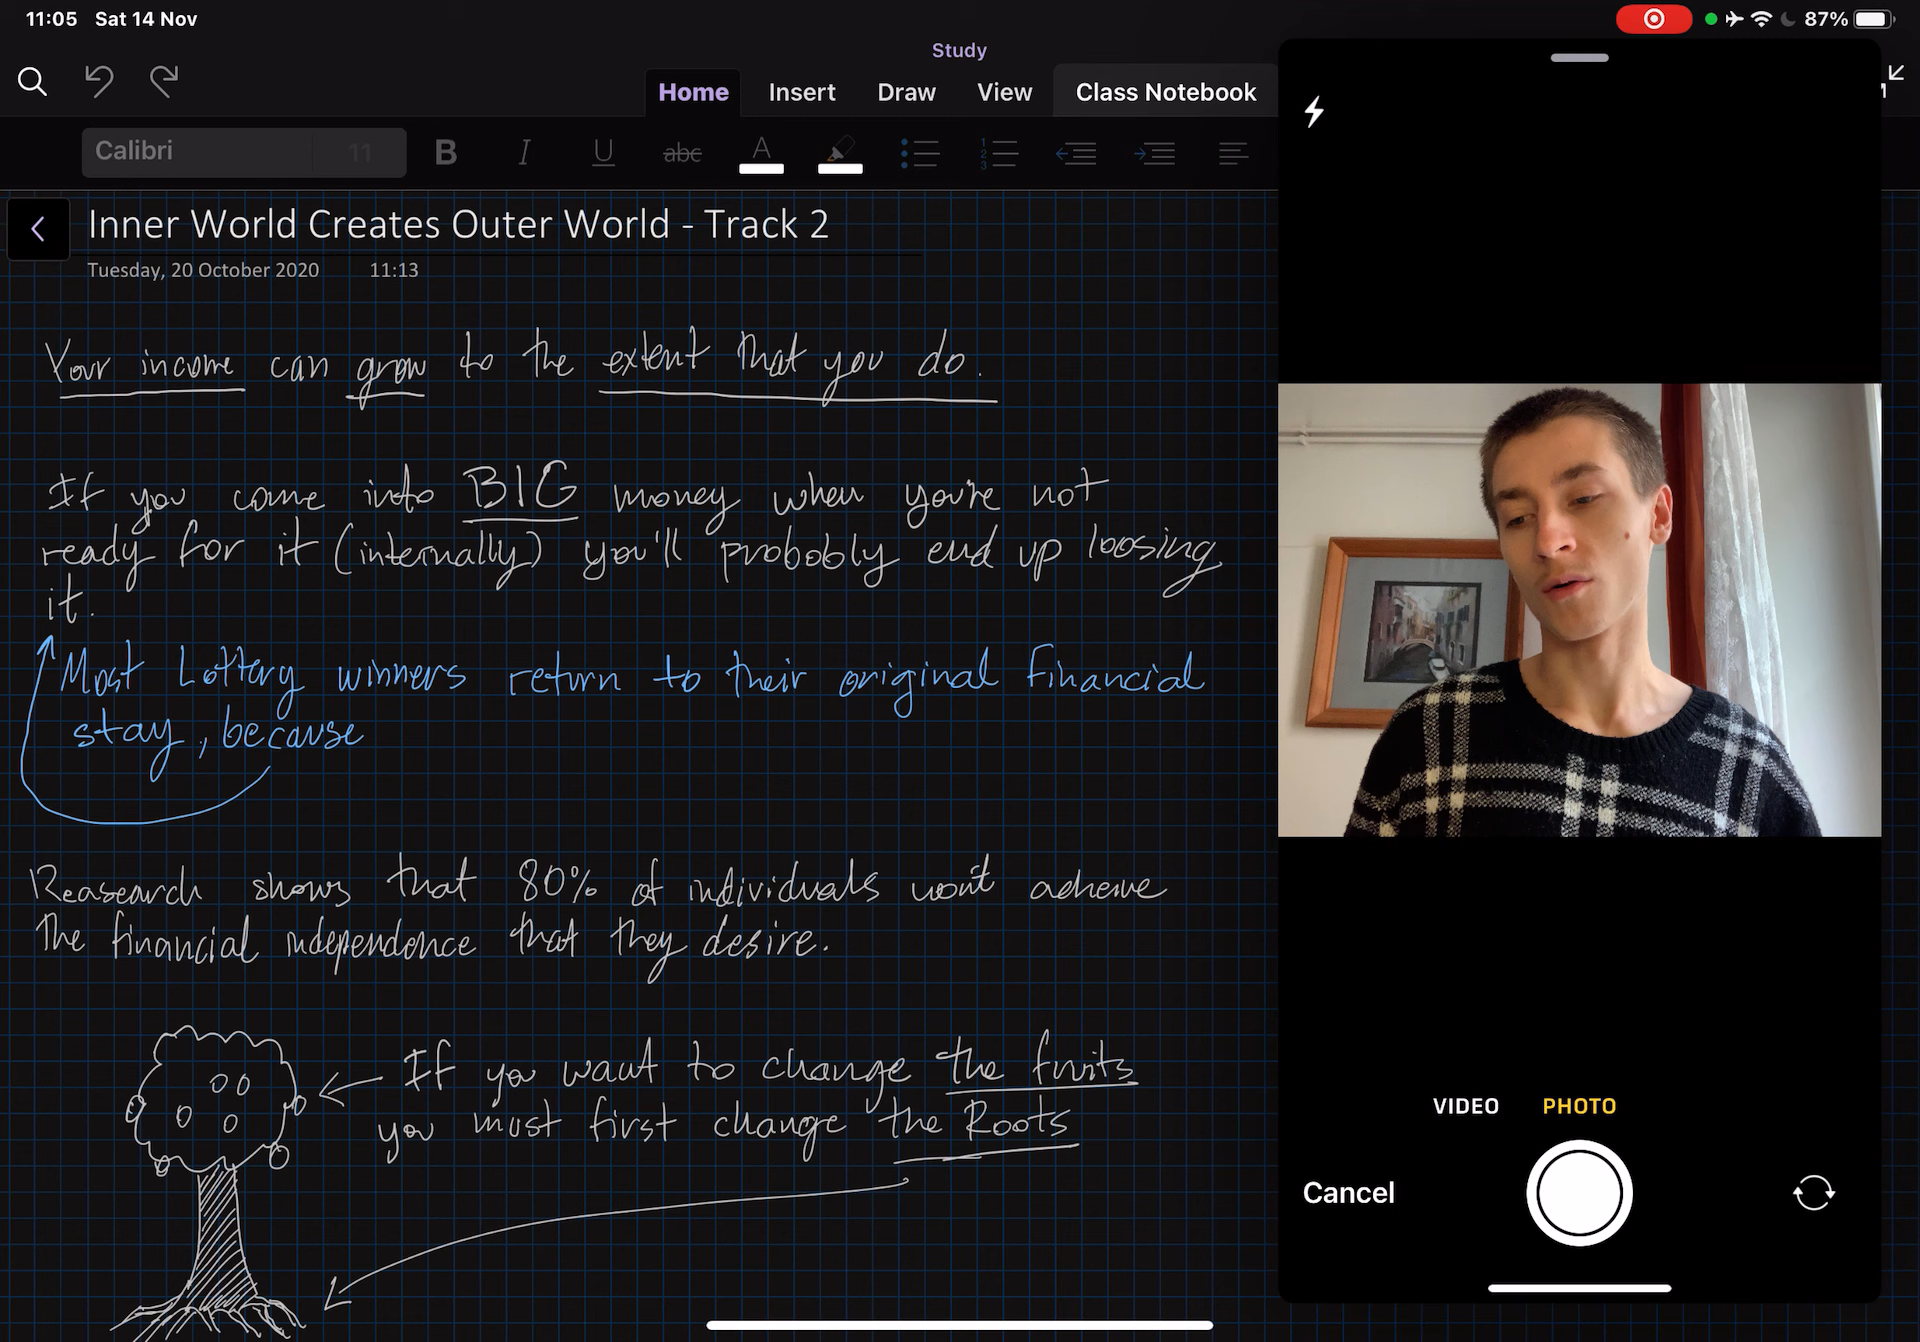 11:05 Sat 14 Nov
87%
Study
Home Insert Draw View Class Notebook
Calibri 11 B I U abc A
Inner World Creates Outer World - Track 2
Tuesday, 20 October 2020 11:13
Your income can grow to the extent that you do.
If you come into BIG money when you're not
ready for it (internally) you'll probobly end up loosing
it.
Most Lottery winners return to their original financial
stay, because
Reasearch shows that 80% of individuals won't acheive
the financial independence that they desire.
If you want to change the fruits
you must first change the Roots
VIDEO PHOTO
Cancel